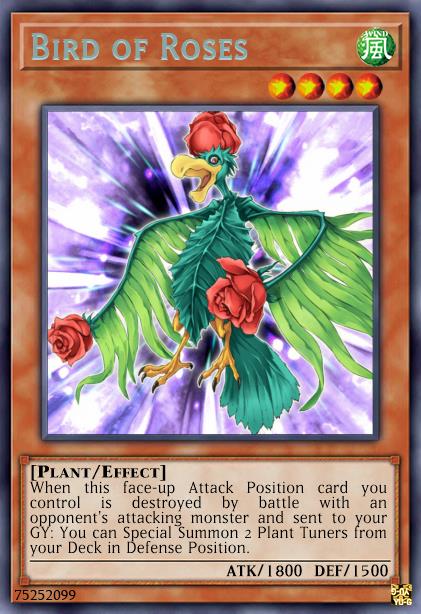 BIRD OF ROSES
WIND
風
[PLANT/EFFECT]
When this face-up Attack Position card you
control is destroyed by battle with an
opponent's attacking monster and sent to your
GY: You can Special Summon 2 Plant Tuners from
your Deck in Defense Position.
ATK/1800 DEF/1500
75252099